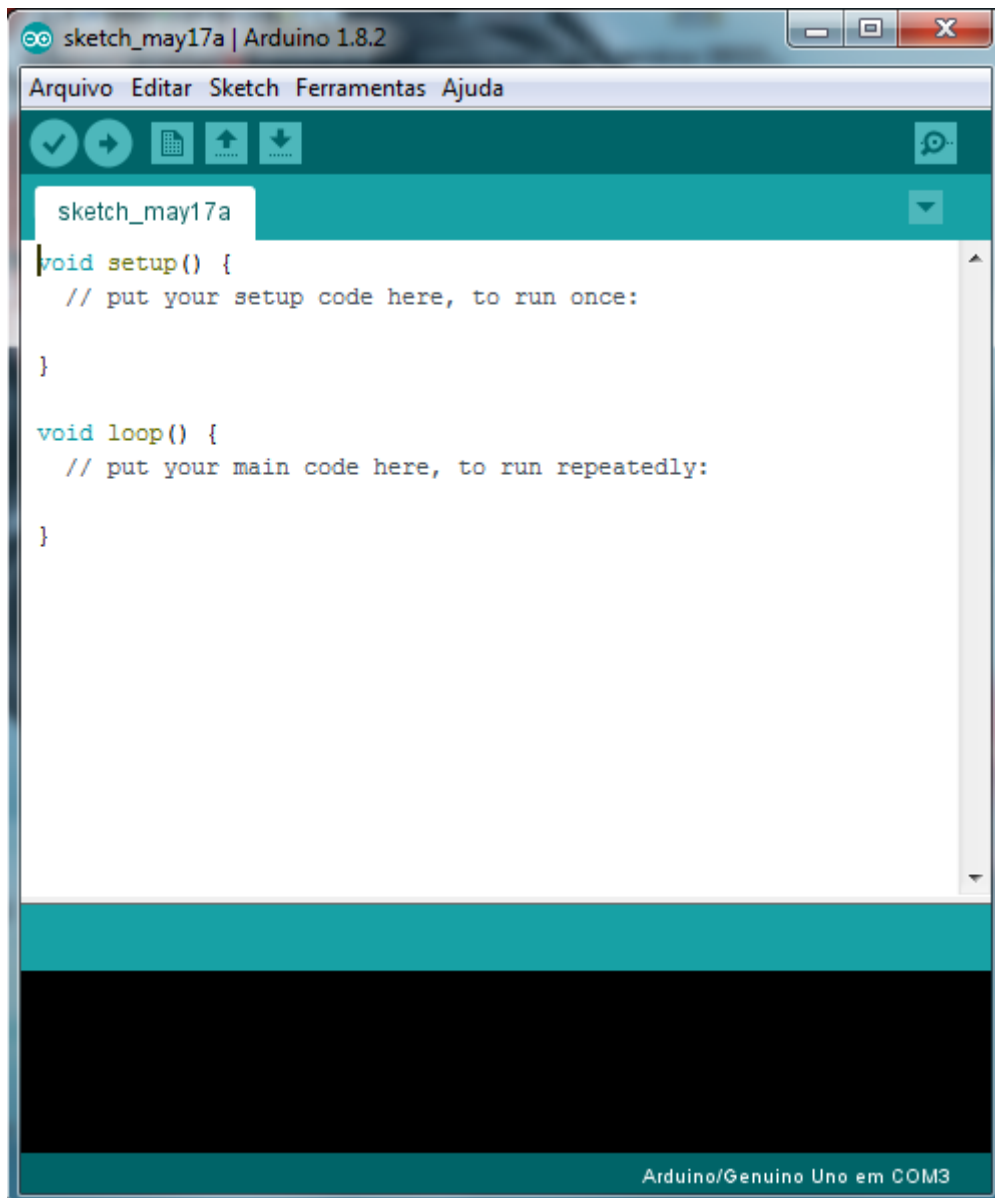 sketch_may17a | Arduino 1.8.2
Arquivo Editar Sketch Ferramentas Ajuda
sketch_may17a
void setup() {
  // put your setup code here, to run once:
}
void loop() {
  // put your main code here, to run repeatedly:
}
Arduino/Genuino Uno em COM3